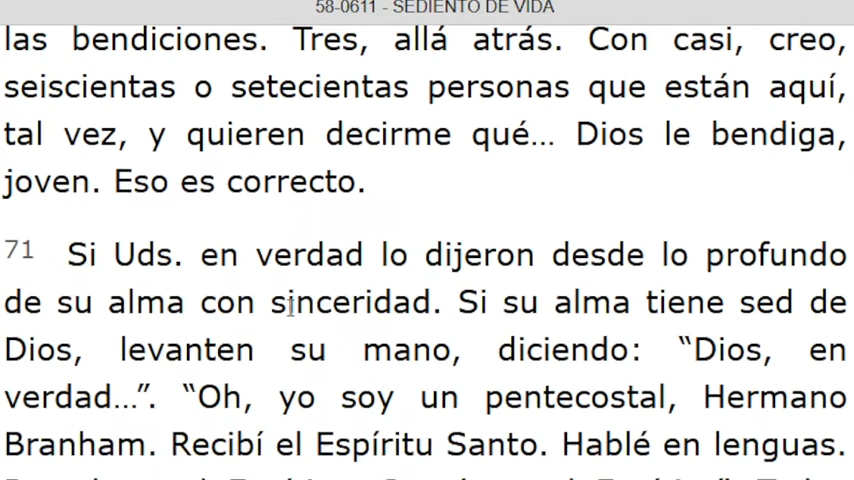 58-0611 - SEDIENTO DE VIDA
las bendiciones. Tres, allá atrás. Con casi, creo,
seiscientas o setecientas personas que están aquí,
tal vez, y quieren decirme qué... Dios le bendiga,
joven. Eso es correcto.
71 Si Uds. en verdad lo dijeron desde lo profundo
de su alma con sinceridad. Si su alma tiene sed de
Dios, levanten su mano, diciendo: “Dios, en
verdad...”. “Oh, yo soy un pentecostal, Hermano
Branham. Recibí el Espíritu Santo. Hablé en lenguas.